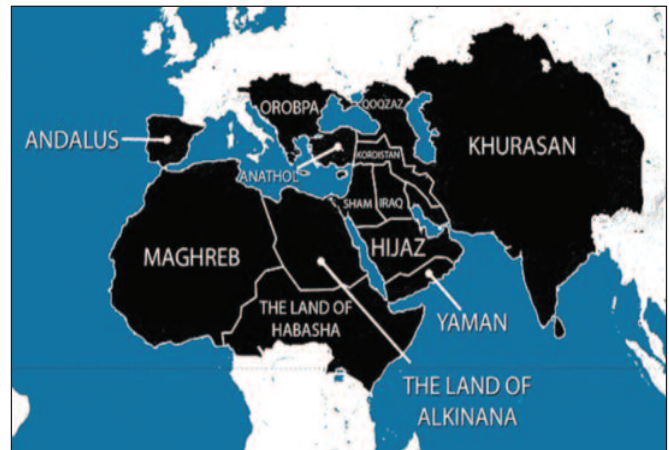 OROBPA
QOQZAZ
ANDALUS
KHURASAN
KORDISTAN
ANATHOL
SHAM
IRAQ
MAGHREB
HIJAZ
THE LAND OF
HABASHA
YAMAN
THE LAND OF
ALKINANA